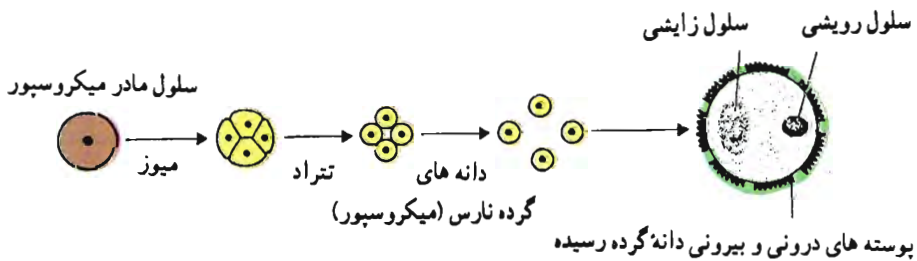 سلول رویشی
سلول زایشی
سلول مادر میکروسپور
میوز
تتراد
دانه های
گرده نارس (میکروسپور)
پوسته های درونی و بیرونی دانهٔ گرده رسیده